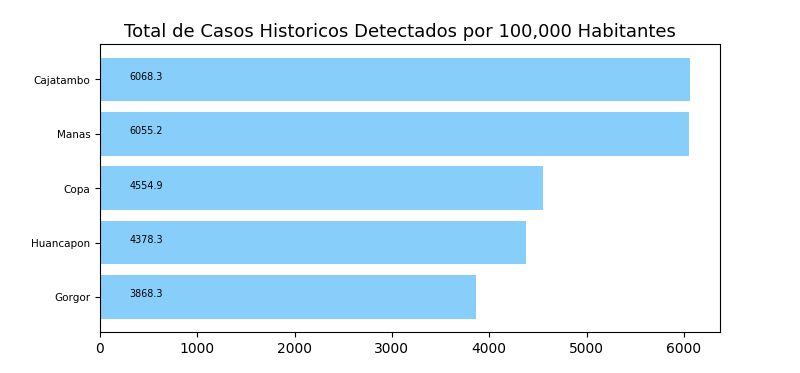 Total de Casos Historicos Detectados por 100,000 Habitantes
Cajatambo 6068.3
Manas 6055.2
Copa 4554.9
Huancapon 4378.3
Gorgor 3868.3
0 1000 2000 3000 4000 5000 6000